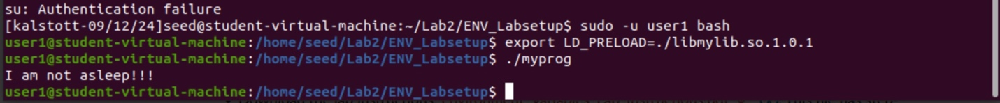 su: Authentication failure
[kalstott-09/12/24]seed@student-virtual-machine:~/Lab2/ENV_Labsetup$ sudo -u user1 bash
user1@student-virtual-machine:/home/seed/Lab2/ENV_Labsetup$ export LD_PRELOAD=./libmylib.so.1.0.1
user1@student-virtual-machine:/home/seed/Lab2/ENV_Labsetup$ ./myprog
I am not asleep!!!
user1@student-virtual-machine:/home/seed/Lab2/ENV_Labsetup$